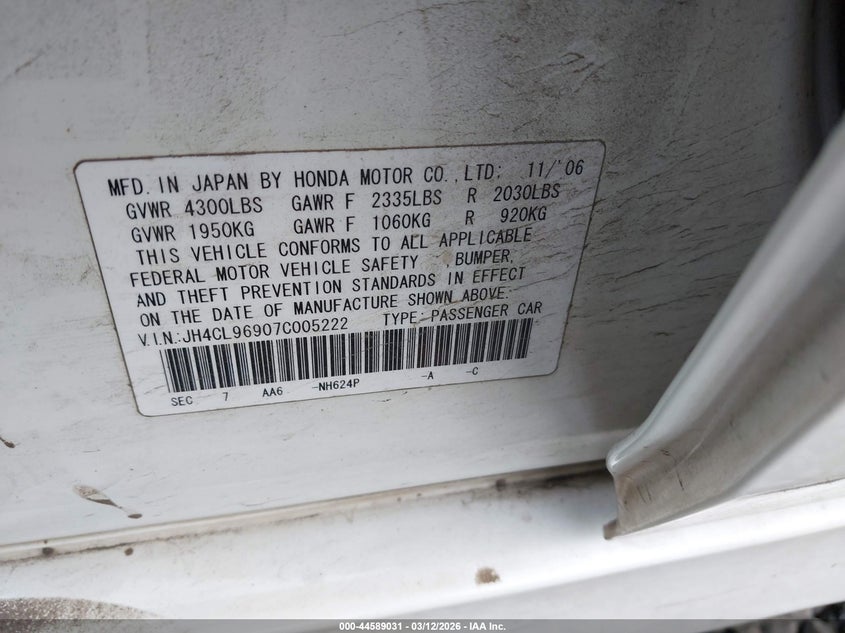 MFD. IN JAPAN BY HONDA MOTOR CO., LTD: 11/'06
GVWR 4300LBS GAWR F 2335LBS R 2030LBS
GVWR 1950KG GAWR F 1060KG R 920KG
THIS VEHICLE CONFORMS TO ALL APPLICABLE
FEDERAL MOTOR VEHICLE SAFETY ,BUMPER,
AND THEFT PREVENTION STANDARDS IN EFFECT
ON THE DATE OF MANUFACTURE SHOWN ABOVE.
V.I.N.:JH4CL96907C005222 TYPE: PASSENGER CAR
SEC 7 AA6 -NH624P -A -C
000-44589031 - 03/12/2026 - IAA Inc.